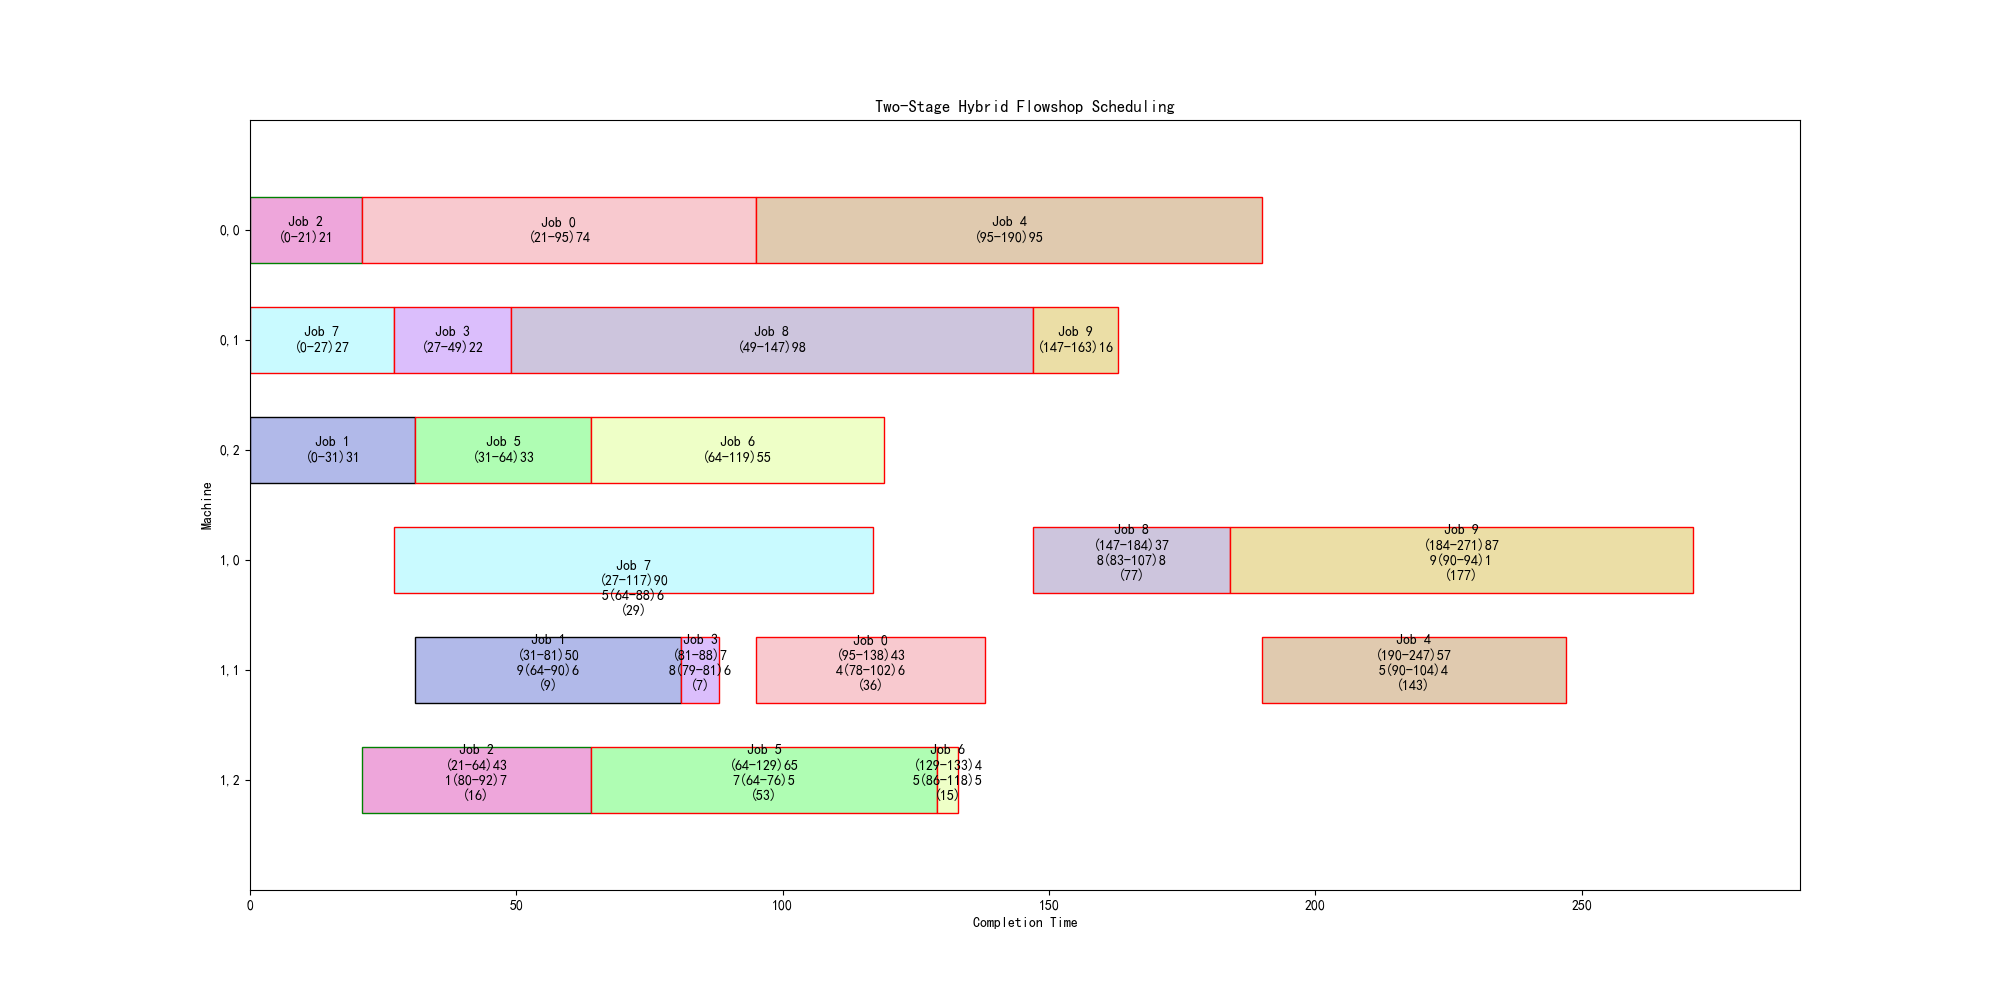 Two-Stage Hybrid Flowshop Scheduling
0,0
Job 2
(0-21)21
Job 0
(21-95)74
Job 4
(95-190)95
0,1
Job 7
(0-27)27
Job 3
(27-49)22
Job 8
(49-147)98
Job 9
(147-163)16
0,2
Job 1
(0-31)31
Job 5
(31-64)33
Job 6
(64-119)55
Machine
1,0
Job 7
(27-117)90
5(64-88)6
(29)
Job 8
(147-184)37
8(83-107)8
(77)
Job 9
(184-271)87
9(90-94)1
(177)
1,1
Job 1
(31-81)50
9(64-90)6
(9)
Job 3
(81-88)7
8(79-81)6
(7)
Job 0
(95-138)43
4(78-102)6
(36)
Job 4
(190-247)57
5(90-104)4
(143)
1,2
Job 2
(21-64)43
1(80-92)7
(16)
Job 5
(64-129)65
7(64-76)5
(53)
Job 6
(129-133)4
5(86-118)5
(15)
0
50
100
150
200
250
Completion Time